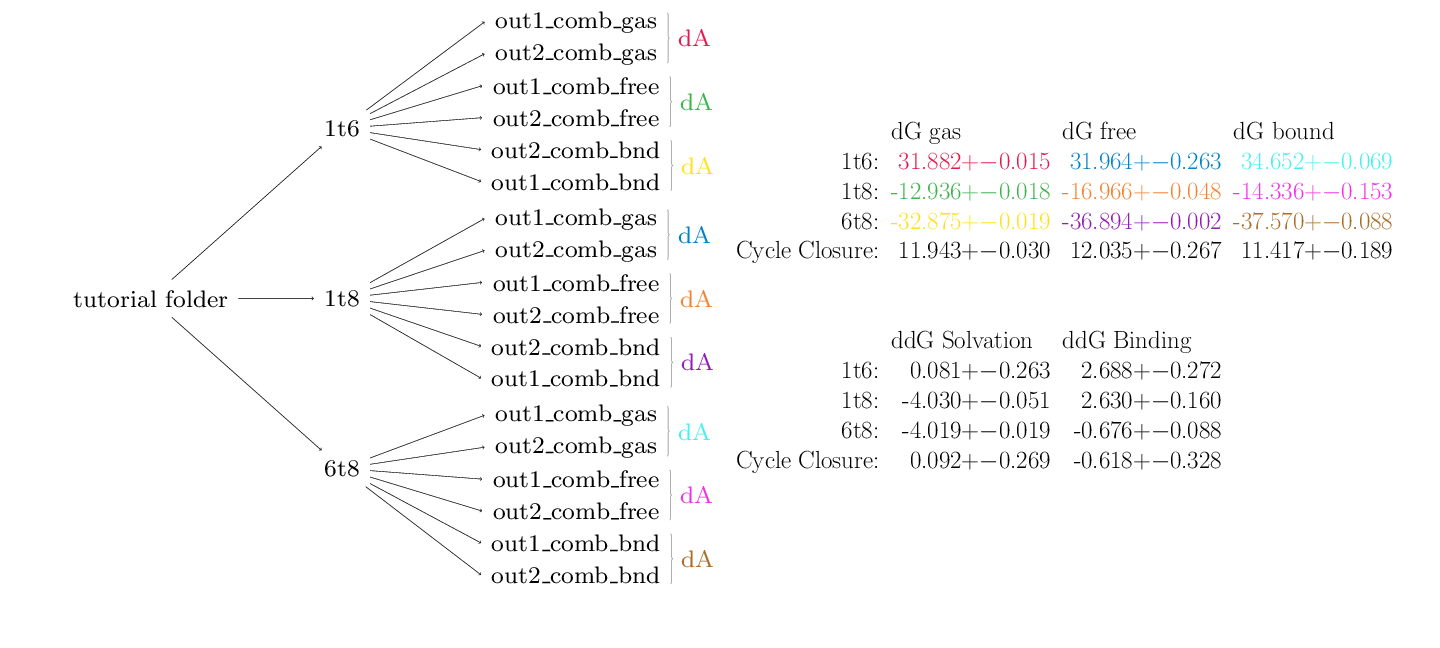 tutorial folder
1t6
out1_comb_gas
out2_comb_gas
dA
out1_comb_free
out2_comb_free
dA
out2_comb_bnd
out1_comb_bnd
dA
1t8
out1_comb_gas
out2_comb_gas
dA
out1_comb_free
out2_comb_free
dA
out2_comb_bnd
out1_comb_bnd
dA
6t8
out1_comb_gas
out2_comb_gas
dA
out1_comb_free
out2_comb_free
dA
out1_comb_bnd
out2_comb_bnd
dA
dG gas dG free dG bound
1t6: 31.882+−0.015 31.964+−0.263 34.652+−0.069
1t8: -12.936+−0.018 -16.966+−0.048 -14.336+−0.153
6t8: -32.875+−0.019 -36.894+−0.002 -37.570+−0.088
Cycle Closure: 11.943+−0.030 12.035+−0.267 11.417+−0.189
ddG Solvation ddG Binding
1t6: 0.081+−0.263 2.688+−0.272
1t8: -4.030+−0.051 2.630+−0.160
6t8: -4.019+−0.019 -0.676+−0.088
Cycle Closure: 0.092+−0.269 -0.618+−0.328